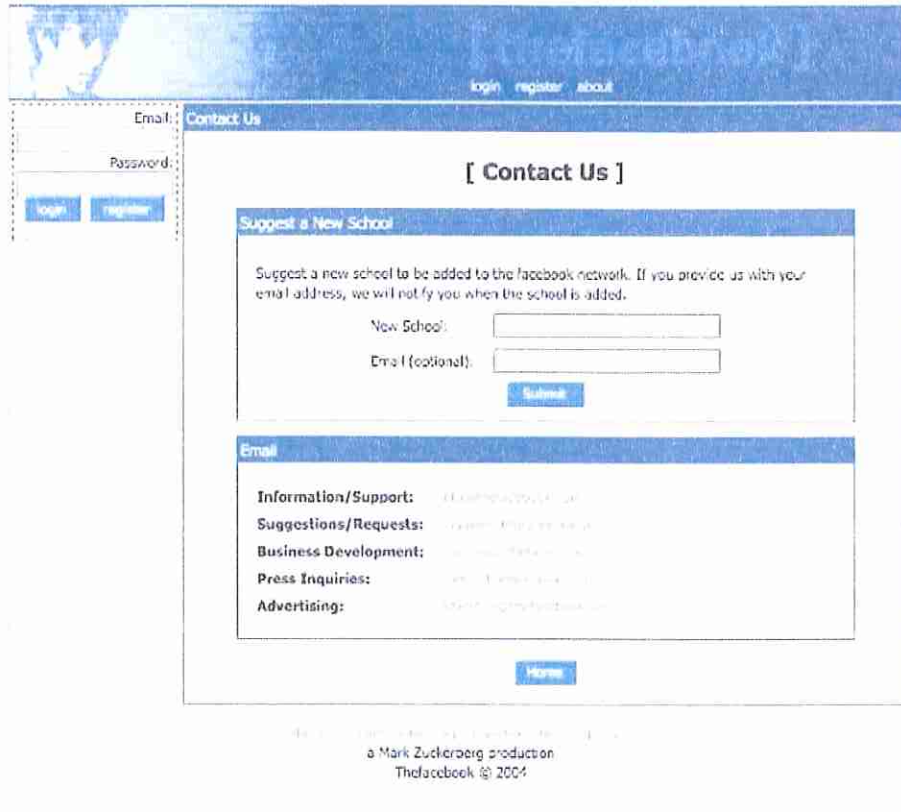 [ thefacebook ]
login register about
Email:
Password:
login register
Contact Us
[ Contact Us ]
Suggest a New School
Suggest a new school to be added to the facebook network. If you provide us with your
email address, we will notify you when the school is added.
New School:
Email (optional):
Submit
Email
Information/Support:
Suggestions/Requests:
Business Development:
Press Inquiries:
Advertising:
Home
a Mark Zuckerberg production
Thefacebook © 2004